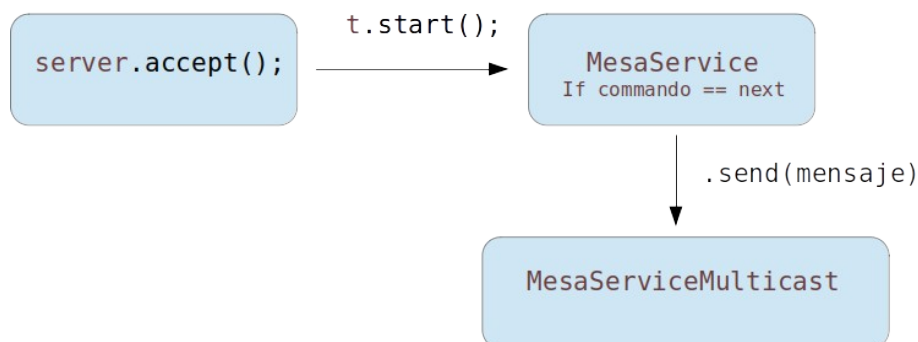 server.accept();
t.start();
MesaService
If commando == next
.send(mensaje)
MesaServiceMulticast